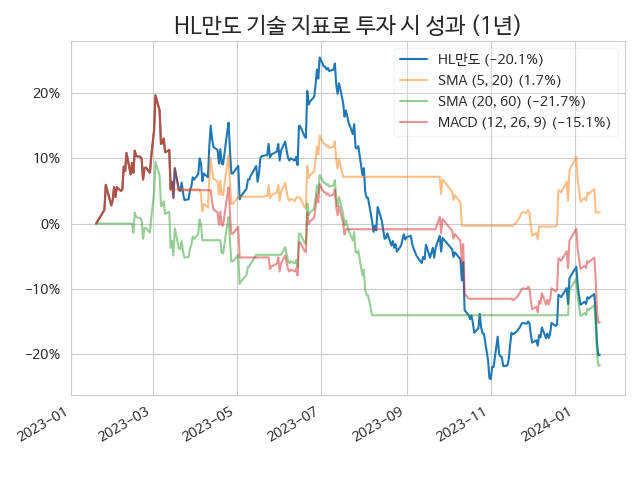 HL만도 기술 지표로 투자 시 성과 (1년)
HL만도 (−20.1%)
SMA (5, 20) (1.7%)
SMA (20, 60) (−21.7%)
MACD (12, 26, 9) (−15.1%)
20%
10%
0%
−10%
−20%
2023−01
2023−03
2023−05
2023−07
2023−09
2023−11
2024−01